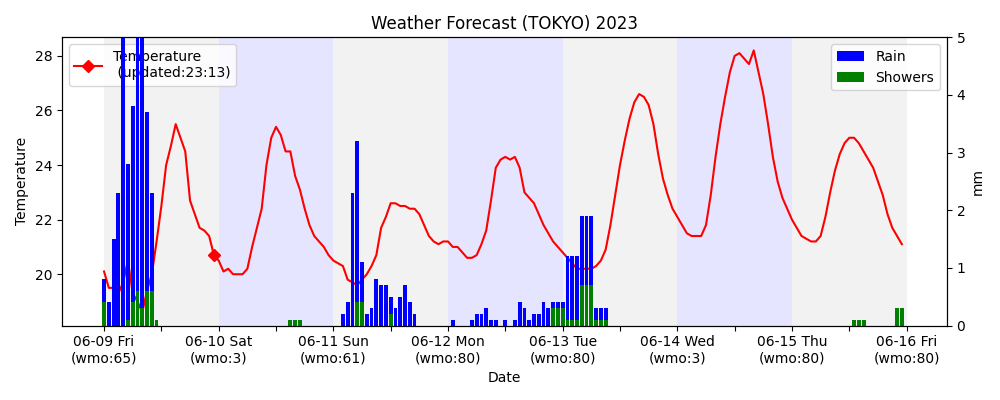 Weather Forecast (TOKYO) 2023
Temperature
(updated:23:13)
Rain
Showers
28
26
24
22
20
Temperature
5
4
3
2
1
0
mm
06-09 Fri
(wmo:65)
06-10 Sat
(wmo:3)
06-11 Sun
(wmo:61)
06-12 Mon
(wmo:80)
06-13 Tue
(wmo:80)
06-14 Wed
(wmo:3)
06-15 Thu
(wmo:80)
06-16 Fri
(wmo:80)
Date